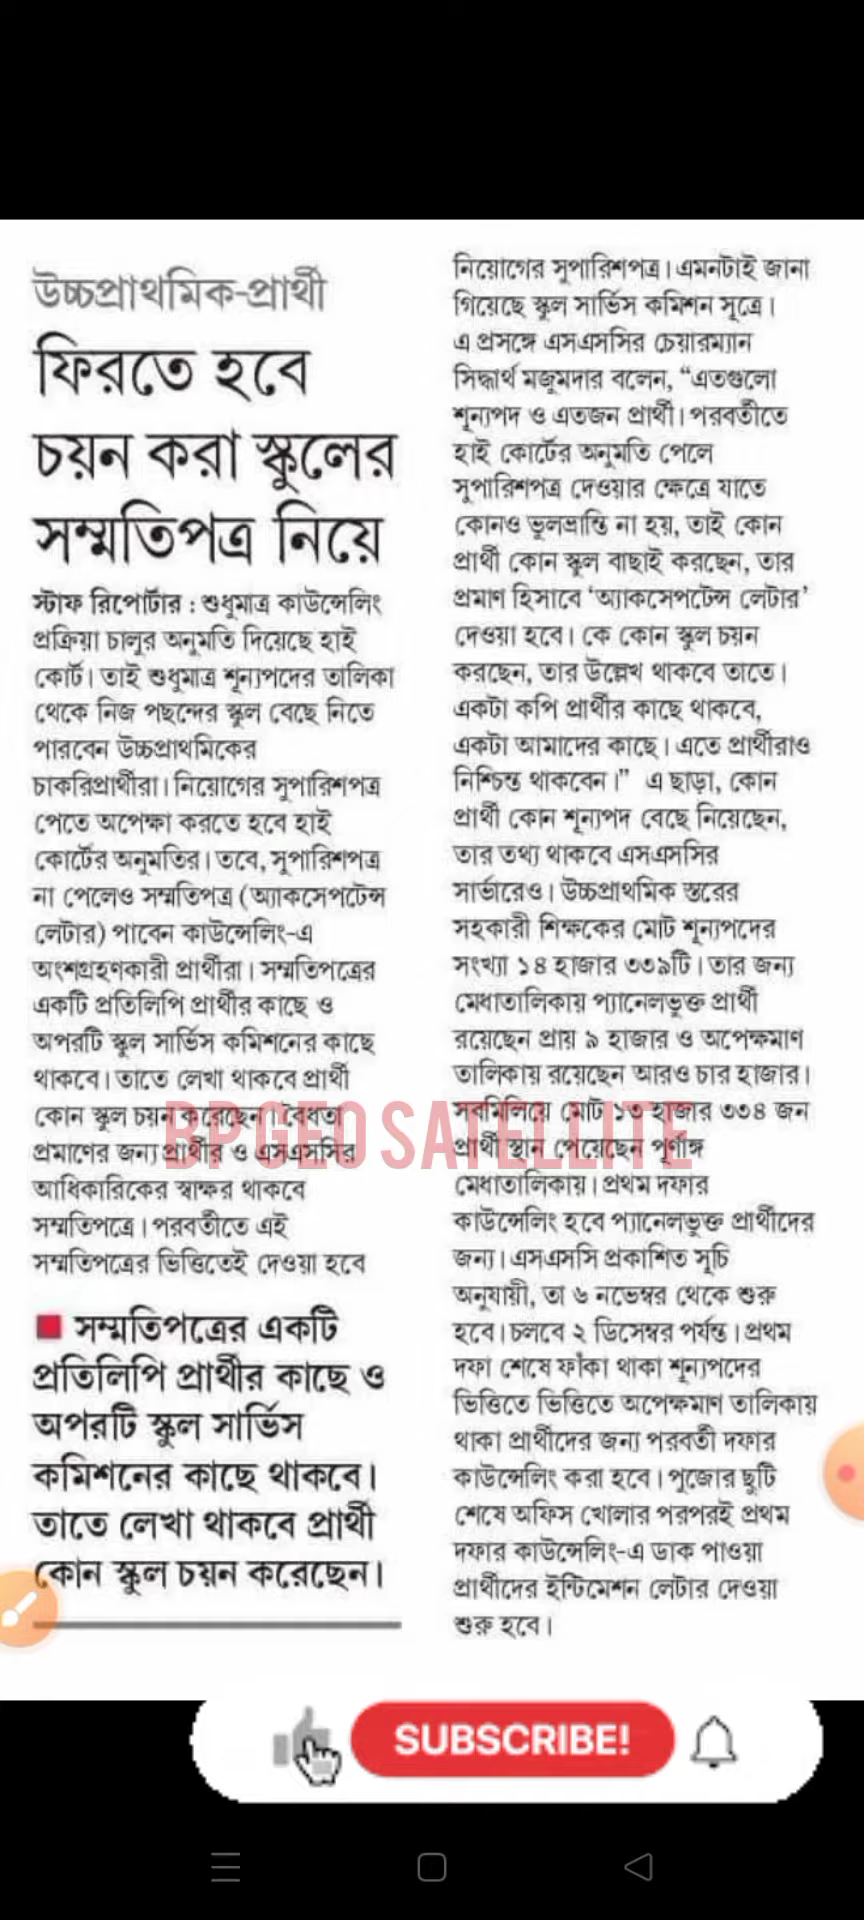 উচ্চপ্রাথমিক-প্রার্থী
ফিরতে হবে
চয়ন করা স্কুলের
সম্মতিপত্র নিয়ে
স্টাফ রিপোর্টার : শুধুমাত্র কাউন্সেলিং
প্রক্রিয়া চালুর অনুমতি দিয়েছে হাই
কোর্ট। তাই শুধুমাত্র শূন্যপদের তালিকা
থেকে নিজ পছন্দের স্কুল বেছে নিতে
পারবেন উচ্চপ্রাথমিকের
চাকরিপ্রার্থীরা। নিয়োগের সুপারিশপত্র
পেতে অপেক্ষা করতে হবে হাই
কোর্টের অনুমতির। তবে, সুপারিশপত্র
না পেলেও সম্মতিপত্র (অ্যাকসেপটেন্স
লেটার) পাবেন কাউন্সেলিং-এ
অংশগ্রহণকারী প্রার্থীরা। সম্মতিপত্রের
একটি প্রতিলিপি প্রার্থীর কাছে ও
অপরটি স্কুল সার্ভিস কমিশনের কাছে
থাকবে। তাতে লেখা থাকবে প্রার্থী
কোন স্কুল চয়ন করেছেন। বৈধতা
প্রমাণের জন্য প্রার্থীর ও এসএসসির
আধিকারিকের স্বাক্ষর থাকবে
সম্মতিপত্রে। পরবর্তীতে এই
সম্মতিপত্রের ভিত্তিতেই দেওয়া হবে
সম্মতিপত্রের একটি
প্রতিলিপি প্রার্থীর কাছে ও
অপরটি স্কুল সার্ভিস
কমিশনের কাছে থাকবে।
তাতে লেখা থাকবে প্রার্থী
কোন স্কুল চয়ন করেছেন।
নিয়োগের সুপারিশপত্র। এমনটাই জানা
গিয়েছে স্কুল সার্ভিস কমিশন সূত্রে।
এ প্রসঙ্গে এসএসসির চেয়ারম্যান
সিদ্ধার্থ মজুমদার বলেন, “এতগুলো
শূন্যপদ ও এতজন প্রার্থী। পরবর্তীতে
হাই কোর্টের অনুমতি পেলে
সুপারিশপত্র দেওয়ার ক্ষেত্রে যাতে
কোনও ভুলভ্রান্তি না হয়, তাই কোন
প্রার্থী কোন স্কুল বাছাই করছেন, তার
প্রমাণ হিসাবে ‘অ্যাকসেপটেন্স লেটার’
দেওয়া হবে। কে কোন স্কুল চয়ন
করছেন, তার উল্লেখ থাকবে তাতে।
একটা কপি প্রার্থীর কাছে থাকবে,
একটা আমাদের কাছে। এতে প্রার্থীরাও
নিশ্চিন্ত থাকবেন।” এ ছাড়া, কোন
প্রার্থী কোন শূন্যপদ বেছে নিয়েছেন,
তার তথ্য থাকবে এসএসসির
সার্ভারেও। উচ্চপ্রাথমিক স্তরের
সহকারী শিক্ষকের মোট শূন্যপদের
সংখ্যা ১৪ হাজার ৩৩৯টি। তার জন্য
মেধাতালিকায় প্যানেলভুক্ত প্রার্থী
রয়েছেন প্রায় ৯ হাজার ও অপেক্ষমাণ
তালিকায় রয়েছেন আরও চার হাজার।
সবমিলিয়ে মোট ১৩ হাজার ৩৩৪ জন
প্রার্থী স্থান পেয়েছেন পূর্ণাঙ্গ
মেধাতালিকায়। প্রথম দফার
কাউন্সেলিং হবে প্যানেলভুক্ত প্রার্থীদের
জন্য। এসএসসি প্রকাশিত সূচি
অনুযায়ী, তা ৬ নভেম্বর থেকে শুরু
হবে। চলবে ২ ডিসেম্বর পর্যন্ত। প্রথম
দফা শেষে ফাঁকা থাকা শূন্যপদের
ভিত্তিতে ভিত্তিতে অপেক্ষমাণ তালিকায়
থাকা প্রার্থীদের জন্য পরবর্তী দফার
কাউন্সেলিং করা হবে। পুজোর ছুটি
শেষে অফিস খোলার পরপরই প্রথম
দফার কাউন্সেলিং-এ ডাক পাওয়া
প্রার্থীদের ইন্টিমেশন লেটার দেওয়া
শুরু হবে।
BP GEO SATELLITE
SUBSCRIBE!